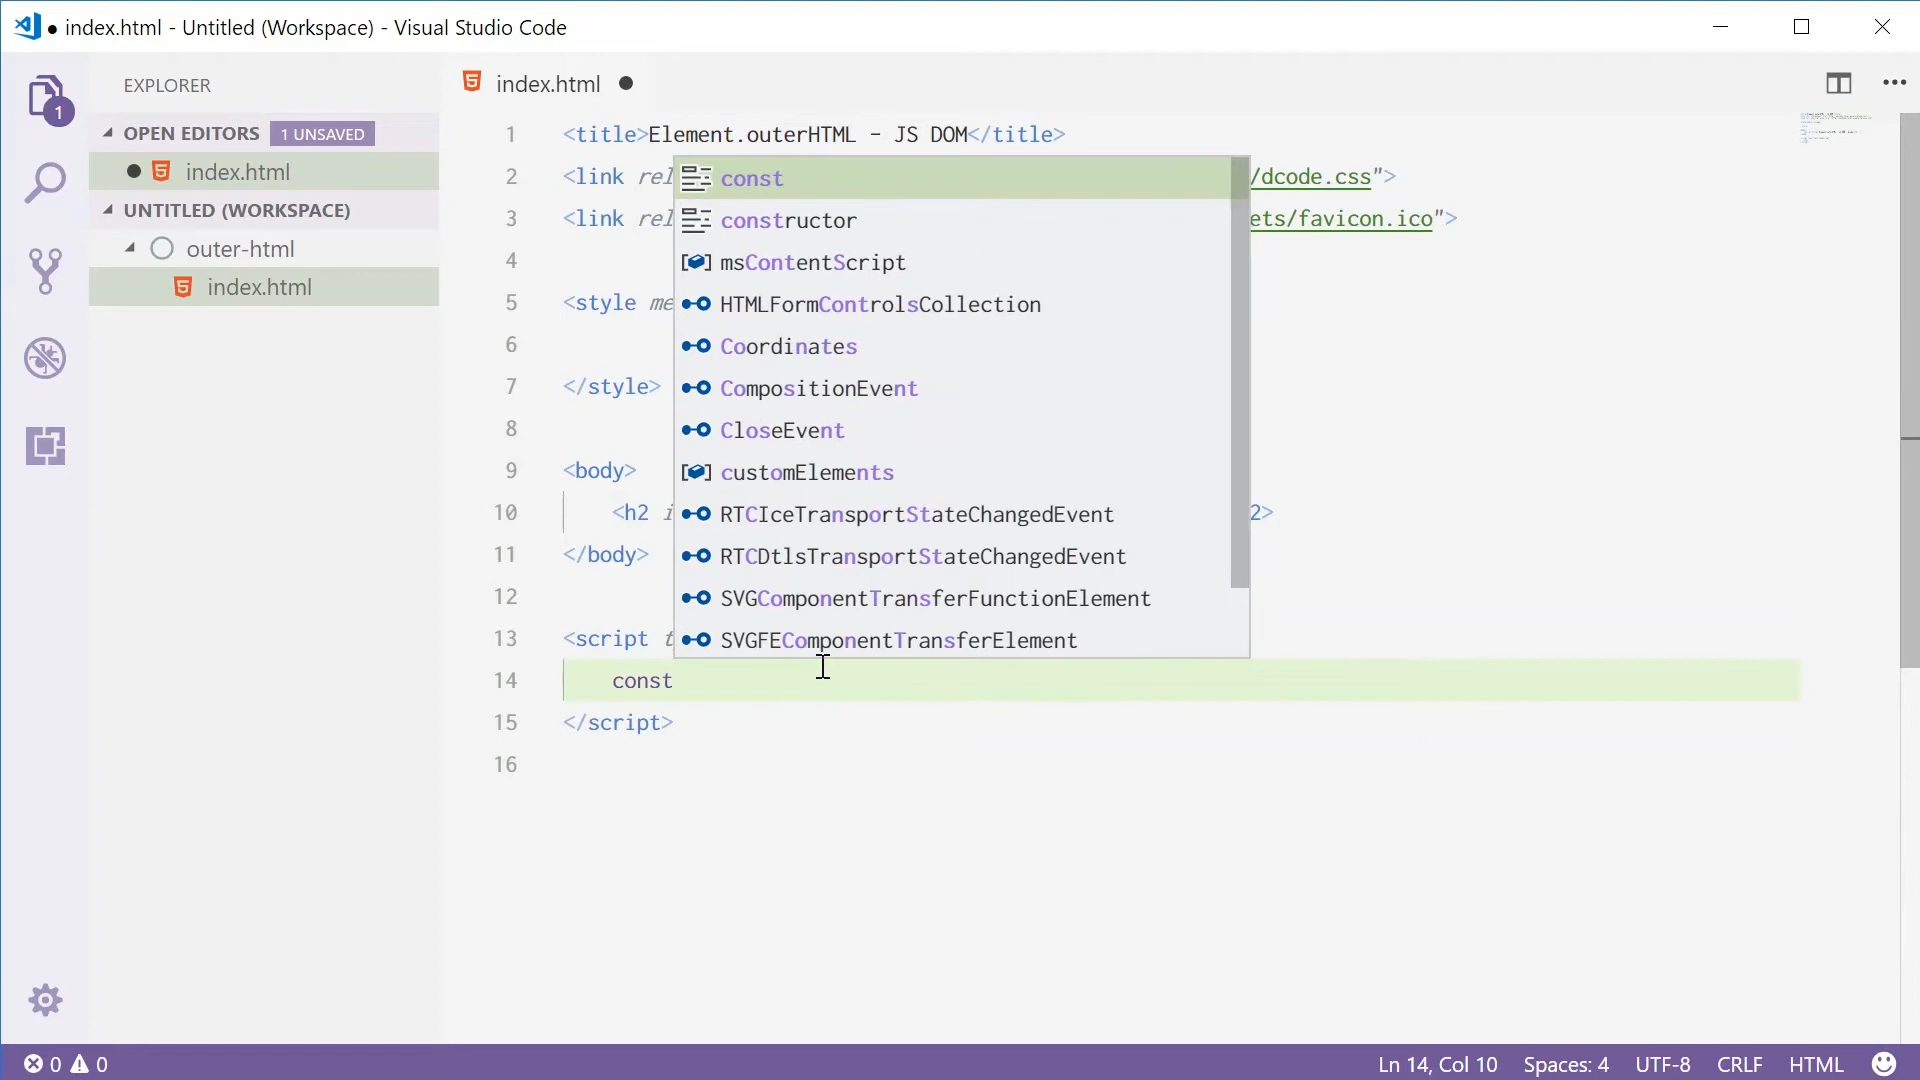 index.html - Untitled (Workspace) - Visual Studio Code
1
EXPLORER
OPEN EDITORS 1 UNSAVED
index.html
UNTITLED (WORKSPACE)
outer-html
index.html
index.html
1 <title>Element.outerHTML - JS DOM</title>
2 <link rel /dcode.css">
3 <link rel ets/favicon.ico">
4
5 <style me
6
7 </style>
8
9 <body>
10 <h2 i 2>
11 </body>
12
13 <script t
14 const
15 </script>
16
const
constructor
msContentScript
HTMLFormControlsCollection
Coordinates
CompositionEvent
CloseEvent
customElements
RTCIceTransportStateChangedEvent
RTCDtlsTransportStateChangedEvent
SVGComponentTransferFunctionElement
SVGFEComponentTransferElement
0 0 Ln 14, Col 10 Spaces: 4 UTF-8 CRLF HTML